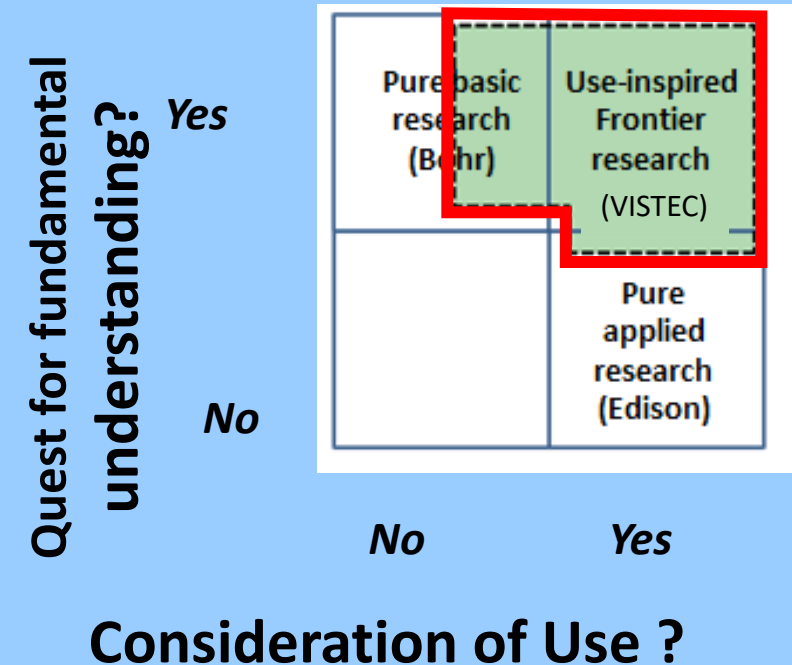 Quest for fundamental
understanding?
Yes
Pure basic
research
(Bohr)
Use-inspired
Frontier
research
(VISTEC)
No
Pure
applied
research
(Edison)
No
Yes
Consideration of Use ?